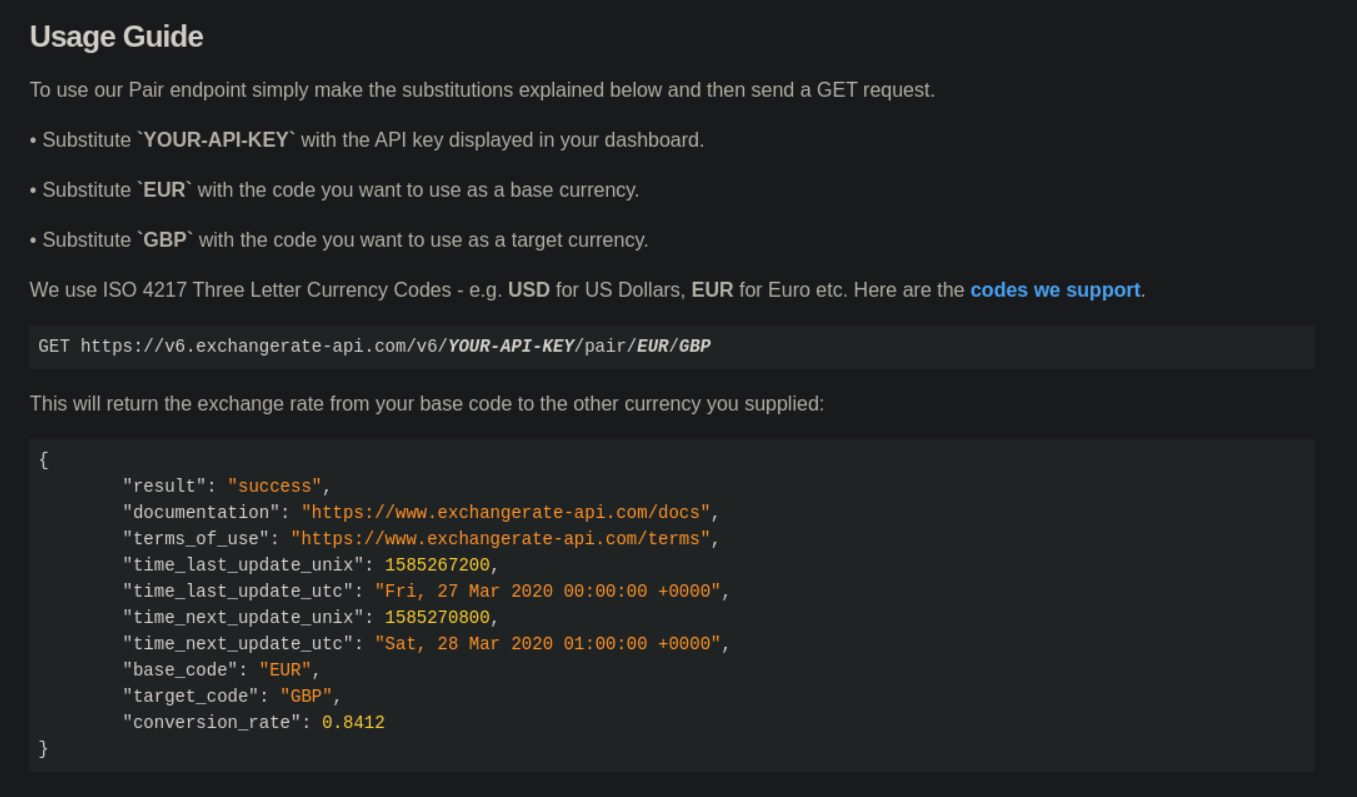 Usage Guide
To use our Pair endpoint simply make the substitutions explained below and then send a GET request.
• Substitute `YOUR-API-KEY` with the API key displayed in your dashboard.
• Substitute `EUR` with the code you want to use as a base currency.
• Substitute `GBP` with the code you want to use as a target currency.
We use ISO 4217 Three Letter Currency Codes - e.g. USD for US Dollars, EUR for Euro etc. Here are the codes we support.
GET https://v6.exchangerate-api.com/v6/YOUR-API-KEY/pair/EUR/GBP
This will return the exchange rate from your base code to the other currency you supplied:
{
	"result": "success",
	"documentation": "https://www.exchangerate-api.com/docs",
	"terms_of_use": "https://www.exchangerate-api.com/terms",
	"time_last_update_unix": 1585267200,
	"time_last_update_utc": "Fri, 27 Mar 2020 00:00:00 +0000",
	"time_next_update_unix": 1585270800,
	"time_next_update_utc": "Sat, 28 Mar 2020 01:00:00 +0000",
	"base_code": "EUR",
	"target_code": "GBP",
	"conversion_rate": 0.8412
}